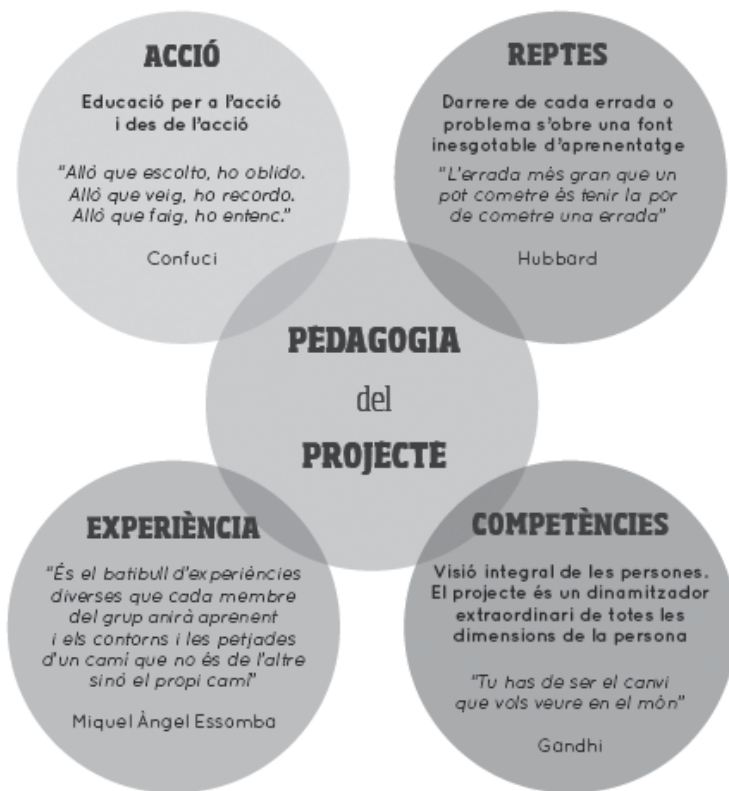 ACCIÓ
Educació per a l'acció
i des de l'acció
"Allò que escolto, ho oblido.
Allò que veig, ho recordo.
Allò que faig, ho entenc."
Confuci
REPTES
Darrere de cada errada o
problema s'obre una font
inesgotable d'aprenentatge
"L'errada més gran que un
pot cometre és tenir la por
de cometre una errada"
Hubbard
PEDAGOGIA
del
PROJECTE
EXPERIÈNCIA
"És el batibull d'experiències
diverses que cada membre
del grup anirà aprenent
i els contorns i les petjades
d'un camí que no és de l'altre
sinó el propi camí"
Miquel Àngel Essomba
COMPETÈNCIES
Visió integral de les persones.
El projecte és un dinamitzador
extraordinari de totes les
dimensions de la persona
"Tu has de ser el canvi
que vols veure en el món"
Gandhi